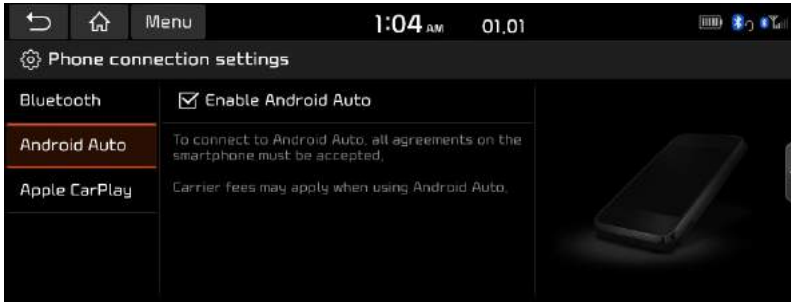 Menu
1:04 AM
01.01
Phone connection settings
Bluetooth
Enable Android Auto
Android Auto
To connect to Android Auto, all agreements on the
smartphone must be accepted.
Apple CarPlay
Carrier fees may apply when using Android Auto.